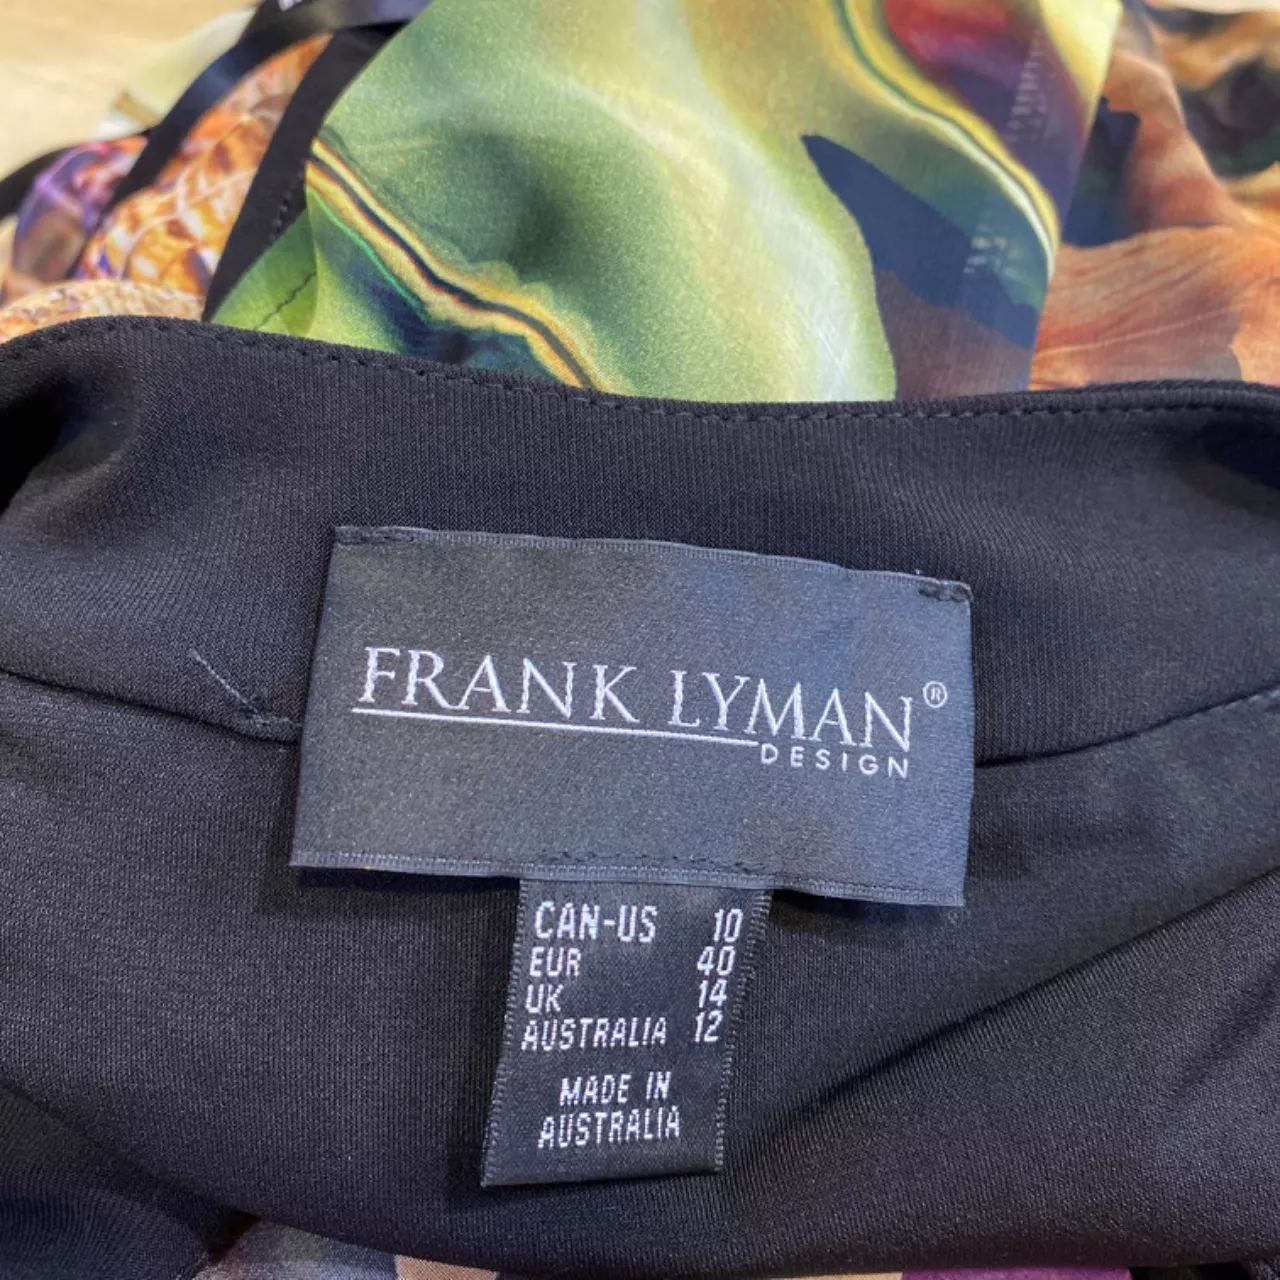 FRANK LYMAN®
DESIGN
CAN-US 10
EUR 40
UK 14
AUSTRALIA 12
MADE IN
AUSTRALIA